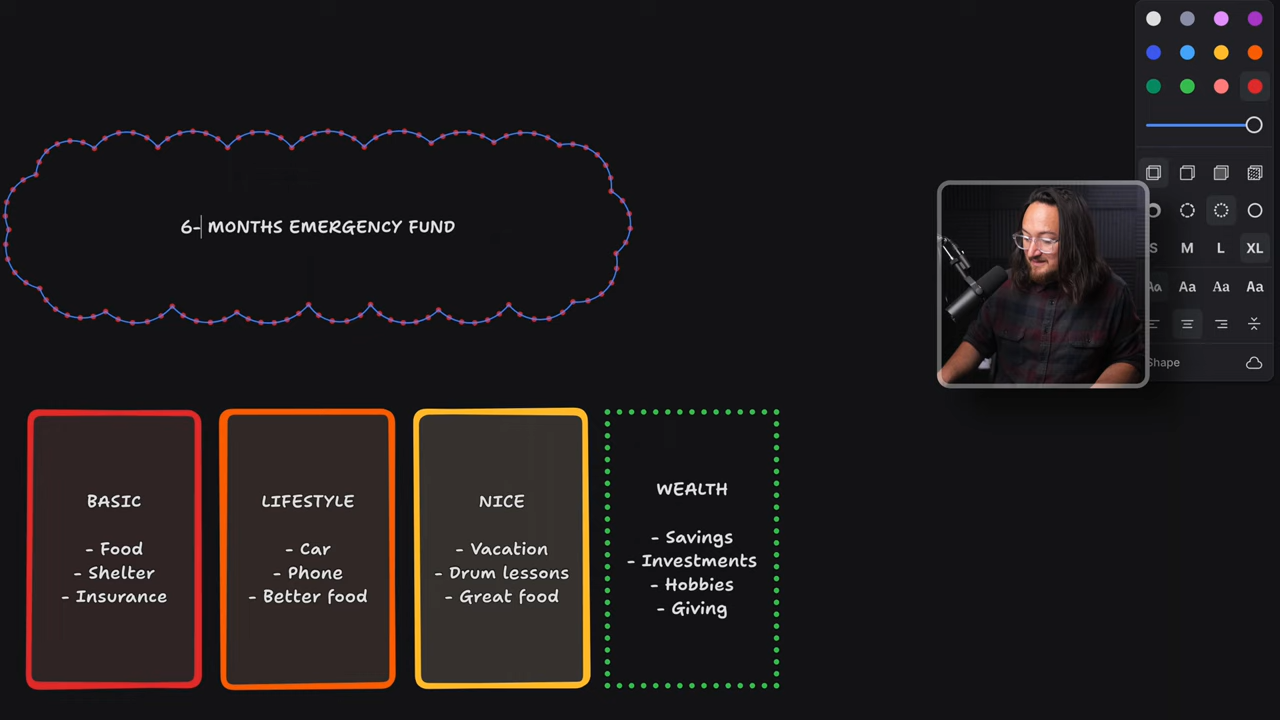 6- MONTHS EMERGENCY FUND
BASIC
- Food
- Shelter
- Insurance
LIFESTYLE
- Car
- Phone
- Better food
NICE
- Vacation
- Drum lessons
- Great food
WEALTH
- Savings
- Investments
- Hobbies
- Giving
S M L XL
Aa Aa Aa Aa
Shape